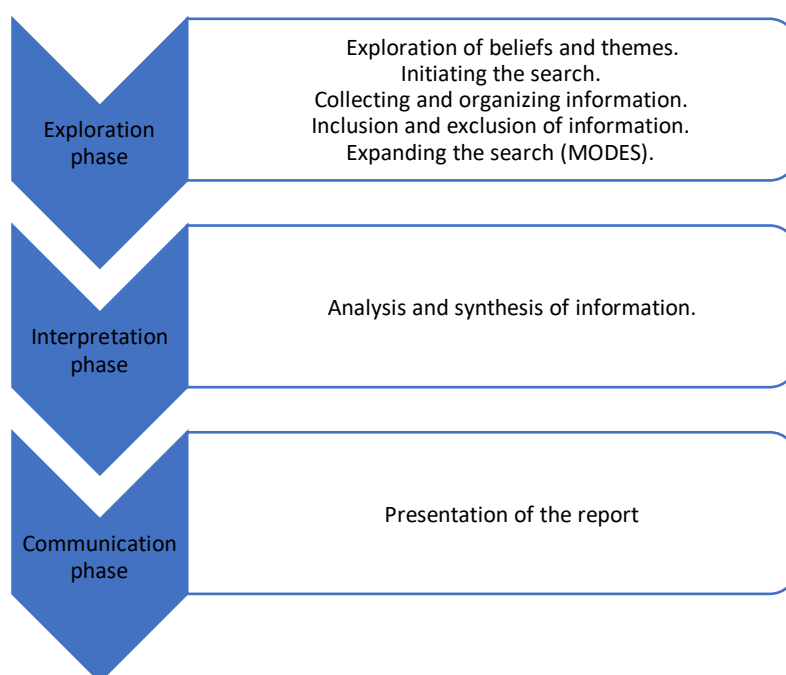 Exploration
phase
Exploration of beliefs and themes.
Initiating the search.
Collecting and organizing information.
Inclusion and exclusion of information.
Expanding the search (MODES).
Interpretation
phase
Analysis and synthesis of information.
Communication
phase
Presentation of the report